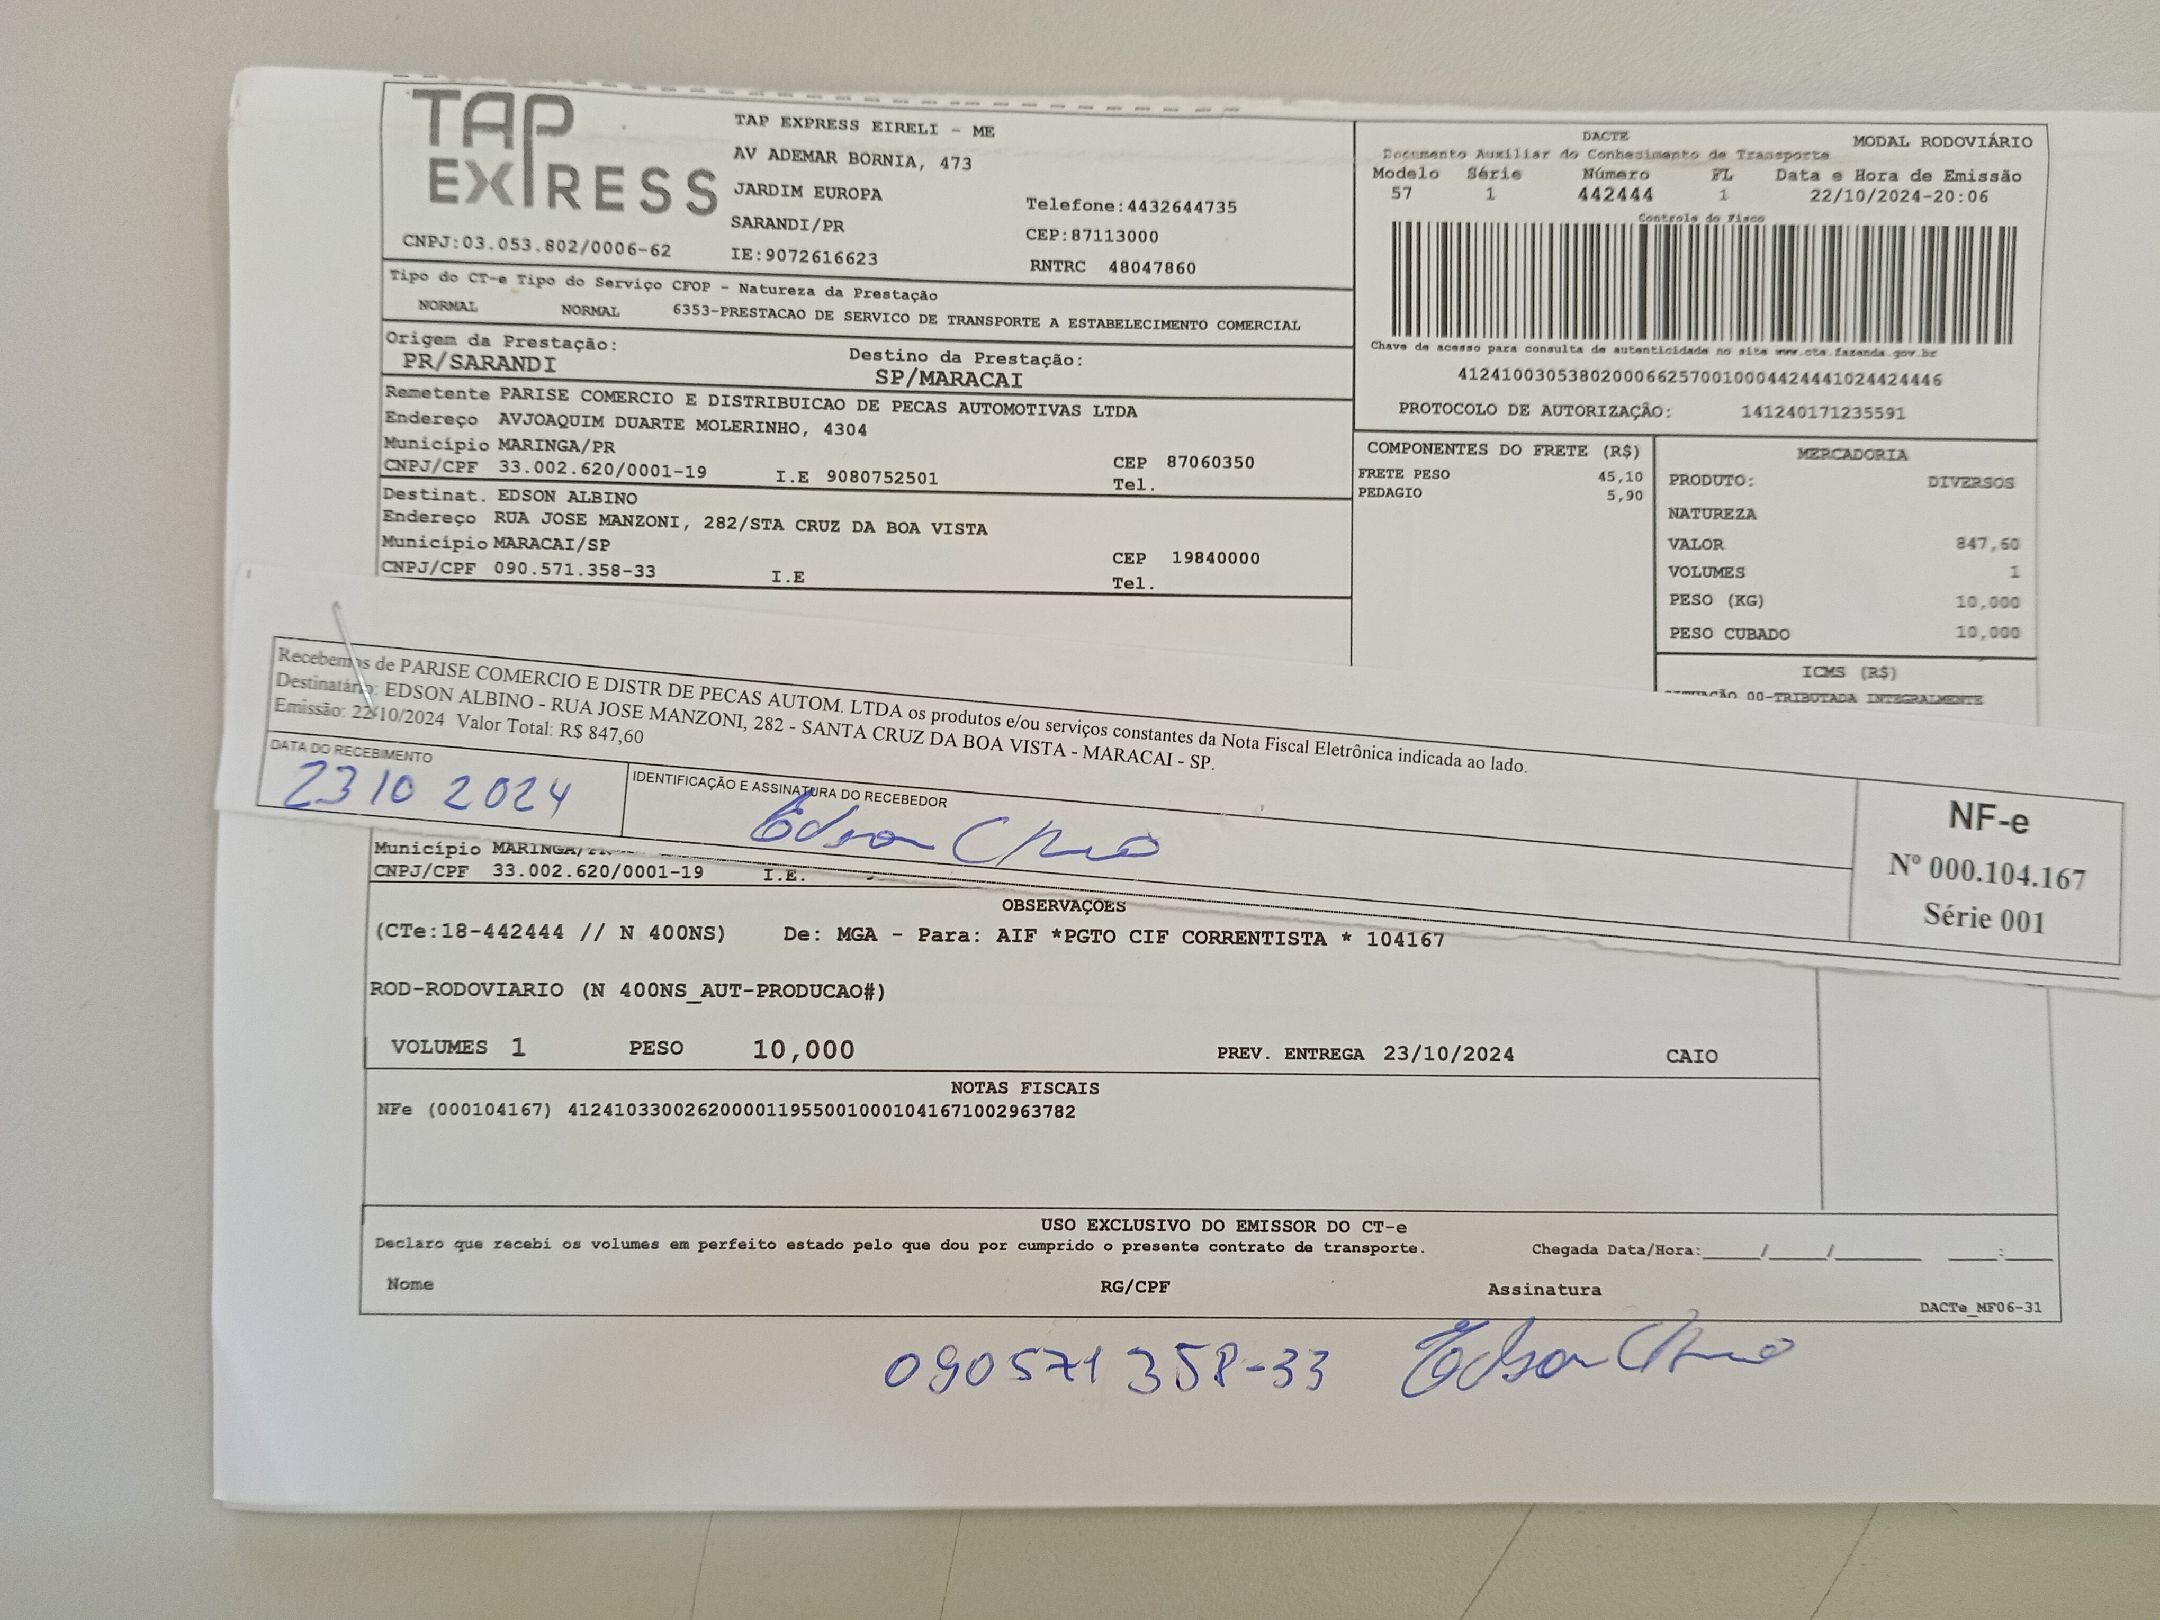 TAP EXPRESS
TAP EXPRESS EIRELI - ME
AV ADEMAR BORNIA, 473
JARDIM EUROPA
SARANDI/PR
CNPJ:03.053.802/0006-62
IE:9072616623
Telefone:4432644735
CEP:87113000
RNTRC 48047860
DACTE
MODAL RODOVIÁRIO
Documento Auxiliar do Conhecimento de Transporte
Modelo Série Número FL Data e Hora de Emissão
57 1 442444 1 22/10/2024-20:06
Controle do Fisco
Chave de acesso para consulta de autenticidade no site www.cte.fazenda.gov.br
41241003053802000662570010004424441024424446
PROTOCOLO DE AUTORIZAÇÃO: 141240171235591
Tipo do CT-e Tipo do Serviço CFOP - Natureza da Prestação
NORMAL NORMAL 6353-PRESTACAO DE SERVICO DE TRANSPORTE A ESTABELECIMENTO COMERCIAL
Origem da Prestação: Destino da Prestação:
PR/SARANDI SP/MARACAI
Remetente PARISE COMERCIO E DISTRIBUICAO DE PECAS AUTOMOTIVAS LTDA
Endereço AVJOAQUIM DUARTE MOLERINHO, 4304
Município MARINGA/PR CEP 87060350
CNPJ/CPF 33.002.620/0001-19 I.E 9080752501 Tel.
Destinat. EDSON ALBINO
Endereço RUA JOSE MANZONI, 282/STA CRUZ DA BOA VISTA
Município MARACAI/SP CEP 19840000
CNPJ/CPF 090.571.358-33 I.E Tel.
COMPONENTES DO FRETE (R$)
FRETE PESO 45,10
PEDAGIO 5,90
MERCADORIA
PRODUTO: DIVERSOS
NATUREZA
VALOR 847,60
VOLUMES 1
PESO (KG) 10,000
PESO CUBADO 10,000
ICMS (R$)
00-TRIBUTADA INTEGRALMENTE
Recebemos de PARISE COMERCIO E DISTR DE PECAS AUTOM. LTDA os produtos e/ou serviços constantes da Nota Fiscal Eletrônica indicada ao lado.
Destinatário: EDSON ALBINO - RUA JOSE MANZONI, 282 - SANTA CRUZ DA BOA VISTA - MARACAI - SP.
Emissão: 22/10/2024 Valor Total: R$ 847,60
DATA DO RECEBIMENTO
23 10 2024
IDENTIFICAÇÃO E ASSINATURA DO RECEBEDOR
Edson
NF-e
Nº 000.104.167
Série 001
Município MARINGA/
CNPJ/CPF 33.002.620/0001-19 I.E.
OBSERVAÇOES
(CTe:18-442444 // N 400NS) De: MGA - Para: AIF *PGTO CIF CORRENTISTA * 104167
ROD-RODOVIARIO (N 400NS_AUT-PRODUCAO#)
VOLUMES 1 PESO 10,000 PREV. ENTREGA 23/10/2024 CAIO
NOTAS FISCAIS
NFe (000104167) 41241033002620000119550010001041671002963782
USO EXCLUSIVO DO EMISSOR DO CT-e
Declaro que recebi os volumes em perfeito estado pelo que dou por cumprido o presente contrato de transporte. Chegada Data/Hora:_____/_____/________ ____:____
Nome RG/CPF Assinatura
DACTe_MF06-31
090571 358-33 Edson